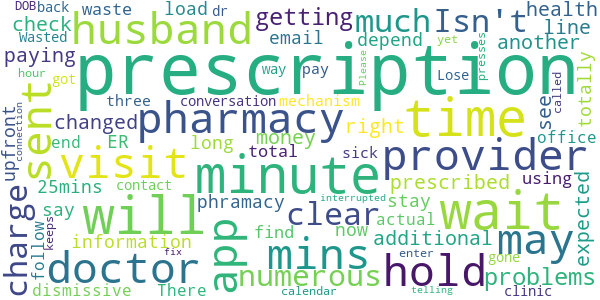 DOB back waste load dr getting much Isn't health
check husband email depend another line
Wasted paying way pay Please Lose yet presses
hour got prescription called totally
three conversation mechanism see
upfront connection sent changed pharmacy right time office
end ER long money
visit total sick provider
charge 25mins minute prescribed using expected
say contact phramacy clear stay wait
follow keeps information app mins find now actual
will numerous interrupted additional may
doctor hold enter gone problems
fix dismissive There calendar telling clinic